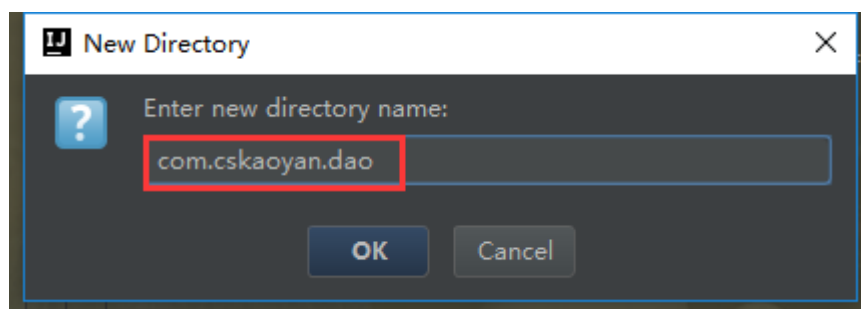 IJ New Directory
Enter new directory name:
com.cskaoyan.dao
OK
Cancel